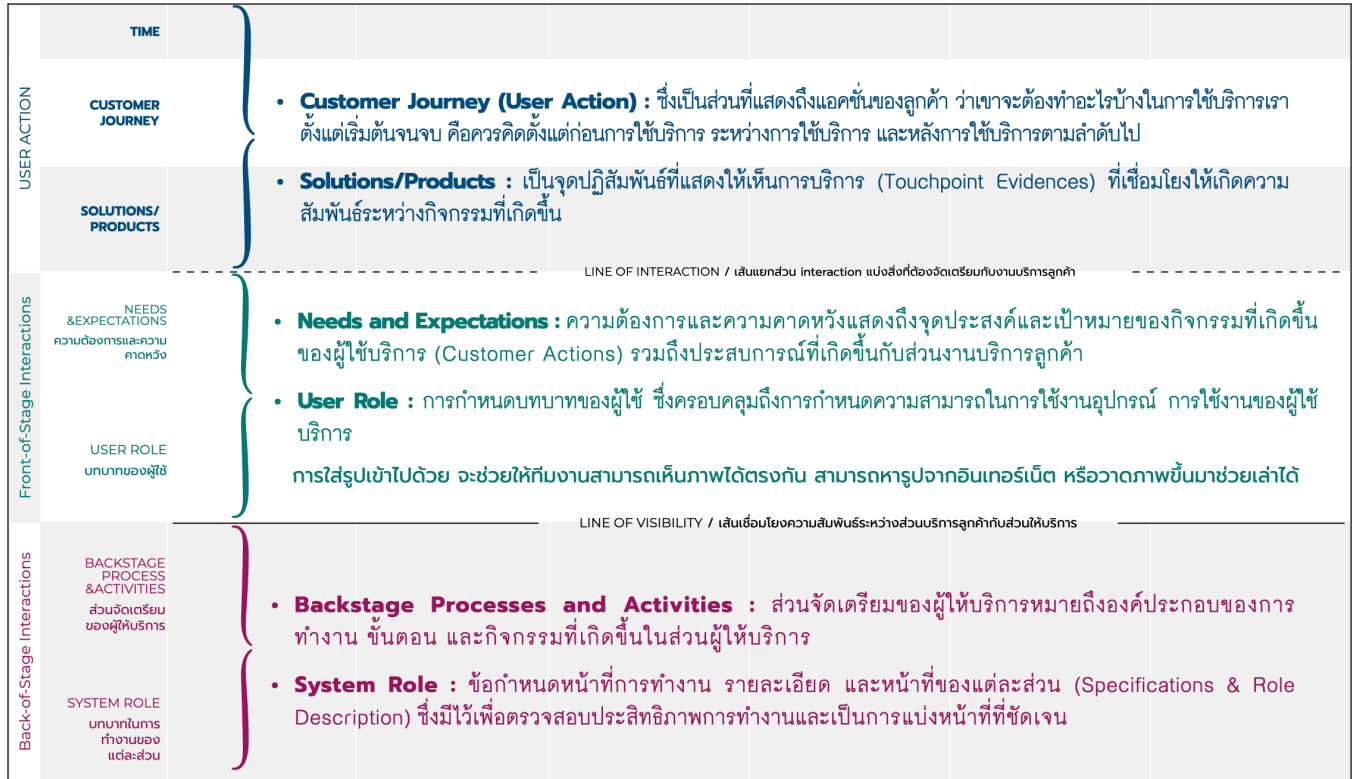 USER ACTION
TIME
CUSTOMER
JOURNEY
• Customer Journey (User Action) : ซึ่งเป็นส่วนที่แสดงถึงแอคชั่นของลูกค้า ว่าเขาจะต้องทำอะไรบ้างในการใช้บริการเรา
ตั้งแต่เริ่มต้นจนจบ คือควรคิดตั้งแต่ก่อนการใช้บริการ ระหว่างการใช้บริการ และหลังการใช้บริการตามลำดับไป
SOLUTIONS/
PRODUCTS
• Solutions/Products : เป็นจุดปฏิสัมพันธ์ที่แสดงให้เห็นการบริการ (Touchpoint Evidences) ที่เชื่อมโยงให้เกิดความ
สัมพันธ์ระหว่างกิจกรรมที่เกิดขึ้น
LINE OF INTERACTION / เส้นแยกส่วน interaction แบ่งสิ่งที่ต้องจัดเตรียมกับงานบริการลูกค้า
Front-of-Stage Interactions
NEEDS
&EXPECTATIONS
ความต้องการและความ
คาดหวัง
• Needs and Expectations : ความต้องการและความคาดหวังแสดงถึงจุดประสงค์และเป้าหมายของกิจกรรมที่เกิดขึ้น
ของผู้ใช้บริการ (Customer Actions) รวมถึงประสบการณ์ที่เกิดขึ้นกับส่วนงานบริการลูกค้า
USER ROLE
บทบาทของผู้ใช้
• User Role : การกำหนดบทบาทของผู้ใช้ ซึ่งครอบคลุมถึงการกำหนดความสามารถในการใช้งานอุปกรณ์ การใช้งานของผู้ใช้
บริการ
การใส่รูปเข้าไปด้วย จะช่วยให้ทีมงานสามารถเห็นภาพได้ตรงกัน สามารถหารูปจากอินเทอร์เน็ต หรือวาดภาพขึ้นมาช่วยเล่าได้
LINE OF VISIBILITY / เส้นเชื่อมโยงความสัมพันธ์ระหว่างส่วนบริการลูกค้ากับส่วนให้บริการ
Back-of-Stage Interactions
BACKSTAGE
PROCESS
&ACTIVITIES
ส่วนจัดเตรียม
ของผู้ให้บริการ
• Backstage Processes and Activities : ส่วนจัดเตรียมของผู้ให้บริการหมายถึงองค์ประกอบของการ
ทำงาน ขั้นตอน และกิจกรรมที่เกิดขึ้นในส่วนผู้ให้บริการ
SYSTEM ROLE
บทบาทในการ
ทำงานของ
แต่ละส่วน
• System Role : ข้อกำหนดหน้าที่การทำงาน รายละเอียด และหน้าที่ของแต่ละส่วน (Specifications & Role
Description) ซึ่งมีไว้เพื่อตรวจสอบประสิทธิภาพการทำงานและเป็นการแบ่งหน้าที่ที่ชัดเจน